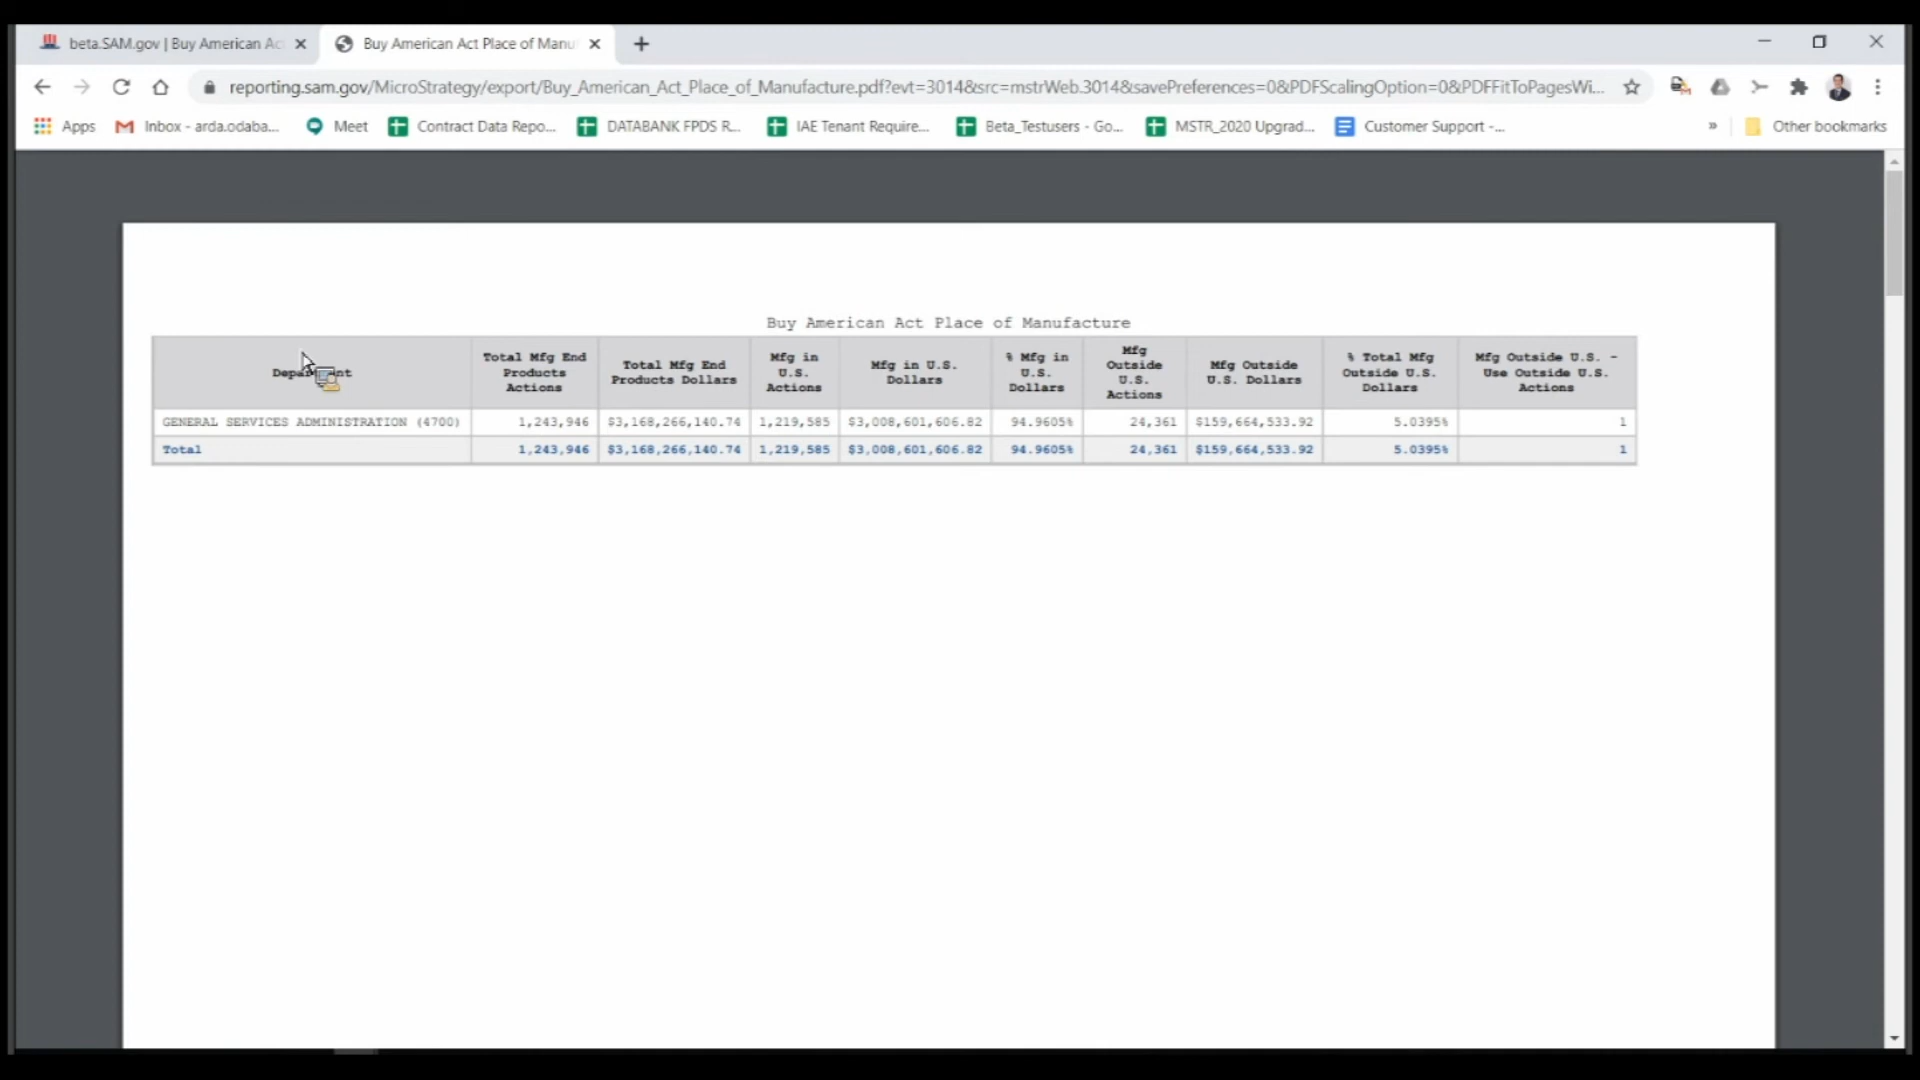 beta.SAM.gov | Buy American Ac
Buy American Act Place of Manu
reporting.sam.gov/MicroStrategy/export/Buy_American_Act_Place_of_Manufacture.pdf?evt=3014&src=mstrWeb.3014&savePreferences=0&PDFScalingOption=0&PDFFitToPagesWi...
Apps
Inbox - arda.odaba...
Meet
Contract Data Repo...
DATABANK FPDS R...
IAE Tenant Require...
Beta_Testusers - Go...
MSTR_2020 Upgrad...
Customer Support -...
»
Other bookmarks
Buy American Act Place of Manufacture
Department
Total Mfg End
Products
Actions
Total Mfg End
Products Dollars
Mfg in
U.S.
Actions
Mfg in U.S.
Dollars
% Mfg in
U.S.
Dollars
Mfg
Outside
U.S.
Actions
Mfg Outside
U.S. Dollars
% Total Mfg
Outside U.S.
Dollars
Mfg Outside U.S. -
Use Outside U.S.
Actions
GENERAL SERVICES ADMINISTRATION (4700) 1,243,946 $3,168,266,140.74 1,219,585 $3,008,601,606.82 94.9605% 24,361 $159,664,533.92 5.0395% 1
Total 1,243,946 $3,168,266,140.74 1,219,585 $3,008,601,606.82 94.9605% 24,361 $159,664,533.92 5.0395% 1